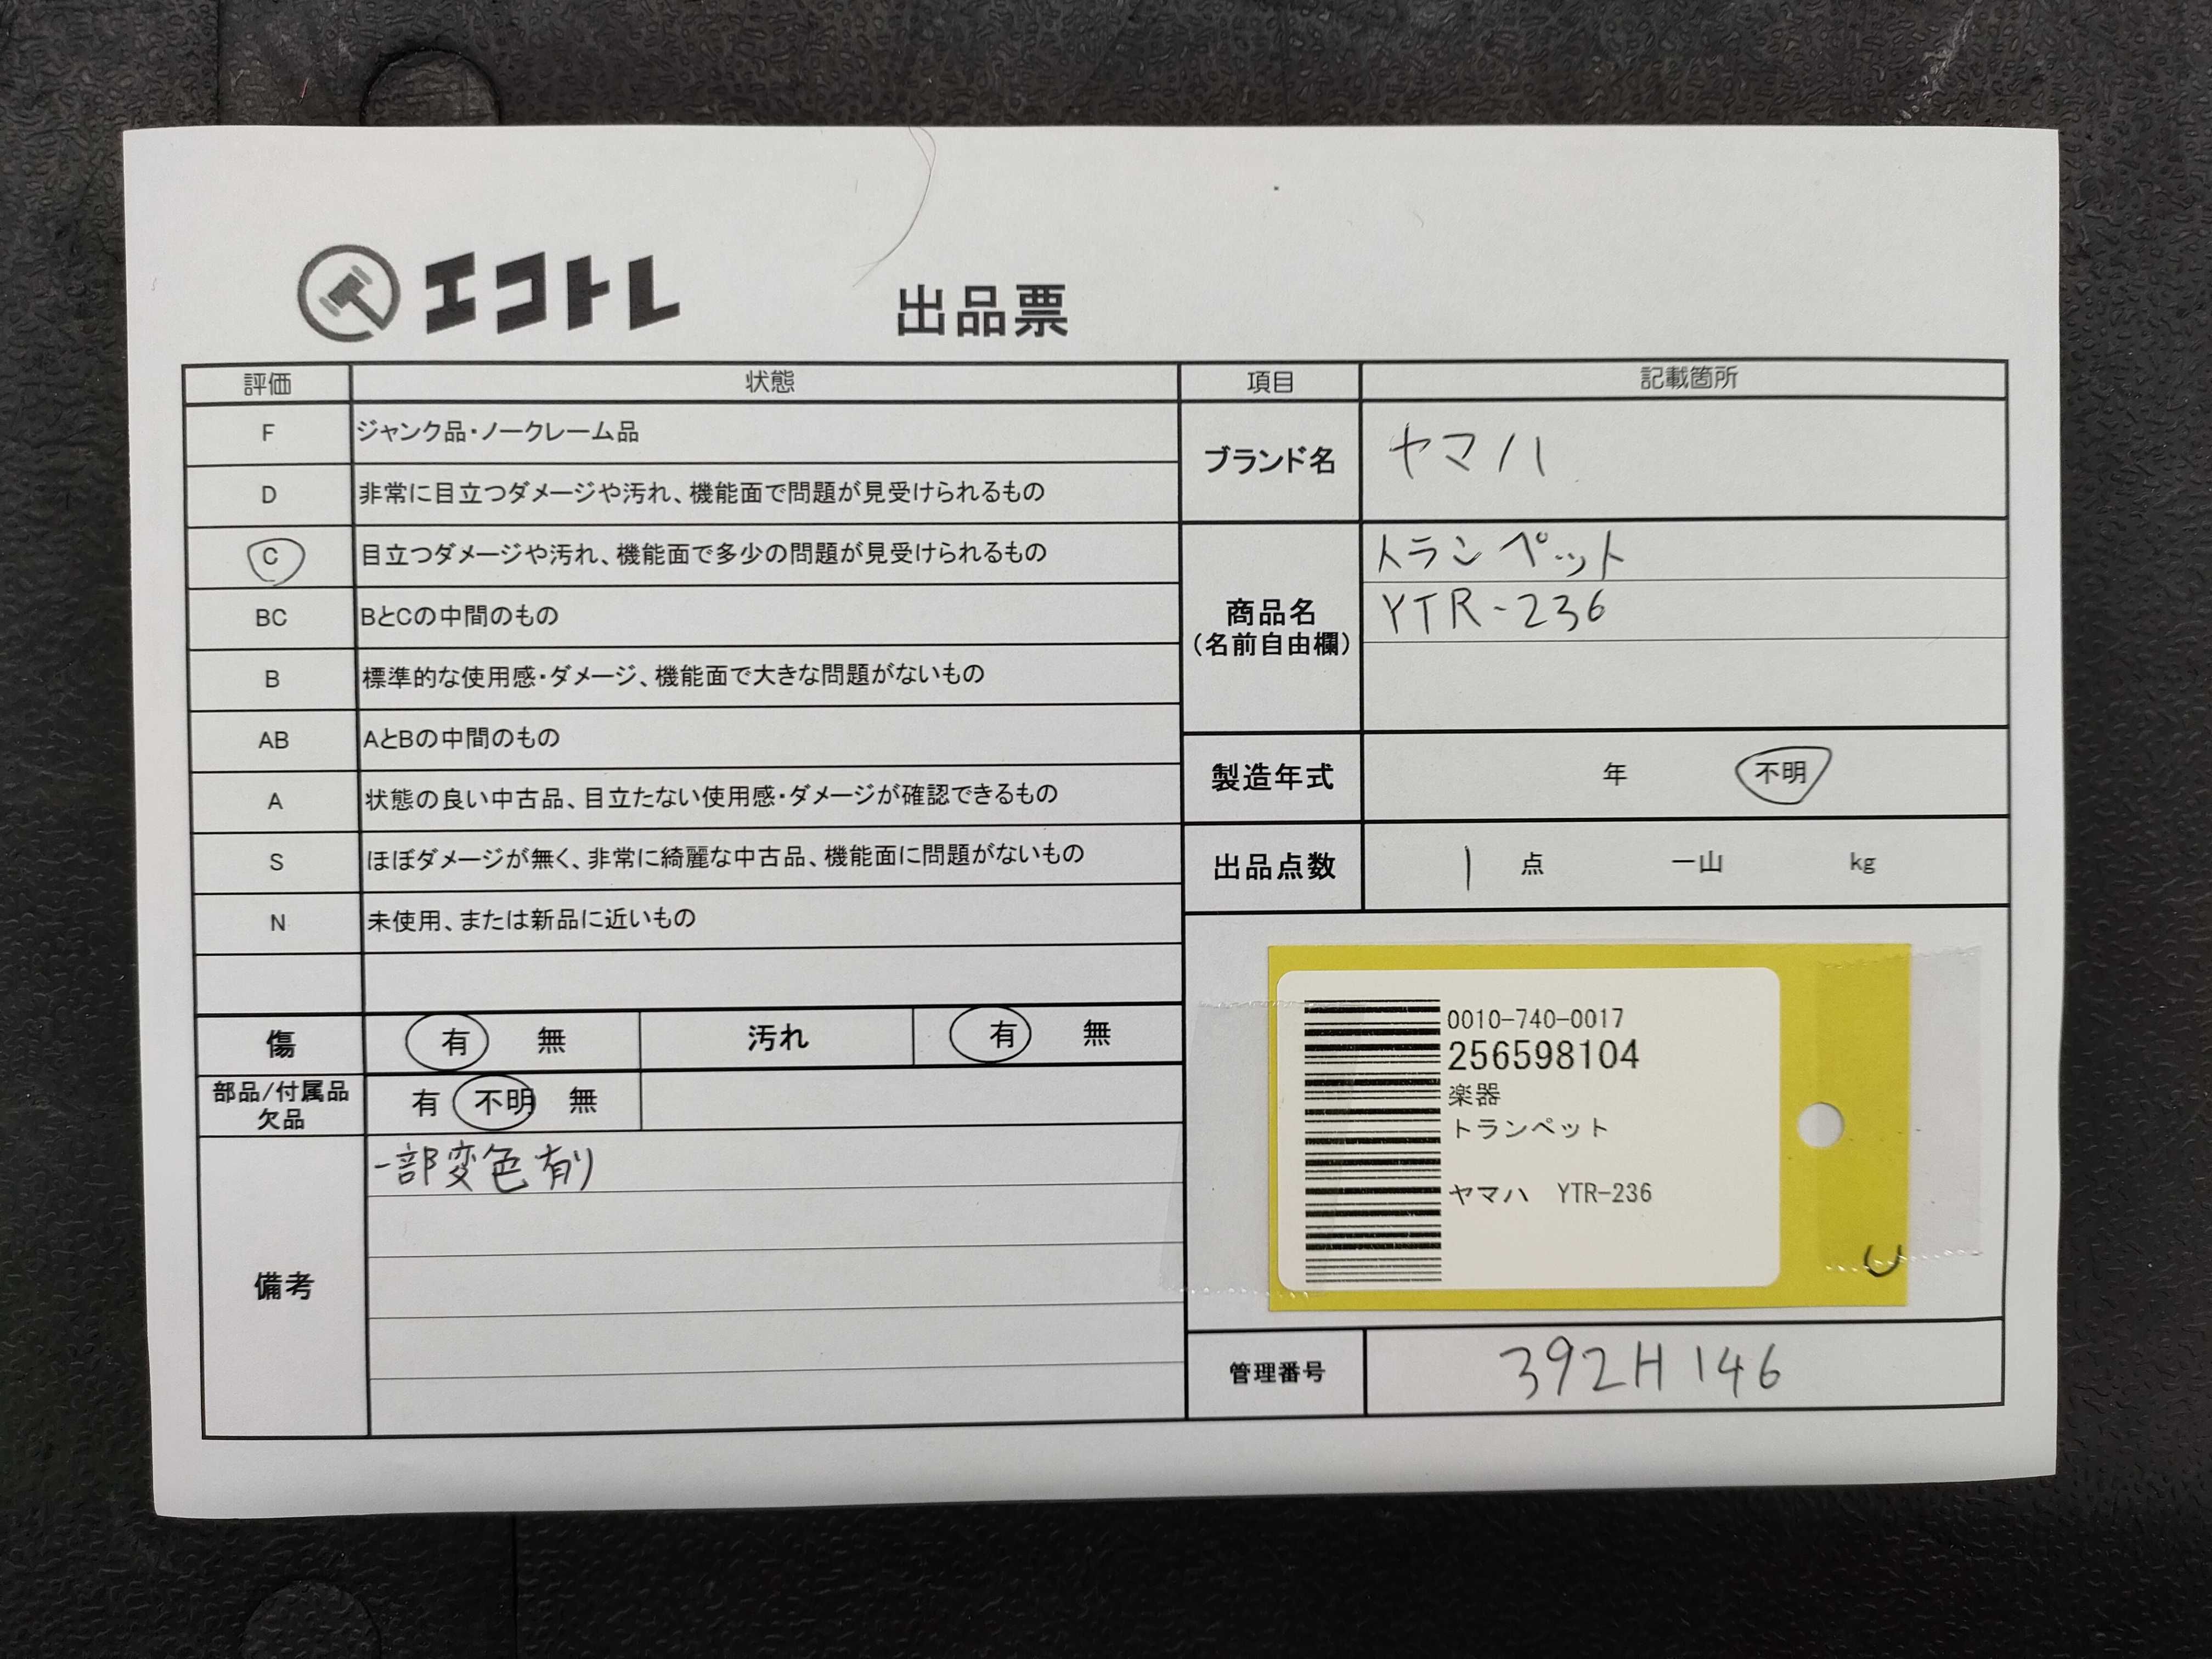 エコトレ
出品票
評価 状態
F ジャンク品・ノークレーム品
D 非常に目立つダメージや汚れ、機能面で問題が見受けられるもの
C 目立つダメージや汚れ、機能面で多少の問題が見受けられるもの
BC BとCの中間のもの
B 標準的な使用感・ダメージ、機能面で大きな問題がないもの
AB AとBの中間のもの
A 状態の良い中古品、目立たない使用感・ダメージが確認できるもの
S ほぼダメージが無く、非常に綺麗な中古品、機能面に問題がないもの
N 未使用、または新品に近いもの
傷 有 無 汚れ 有 無
部品/付属品
欠品
有 不明 無
備考
一部変色有り
項目 記載箇所
ブランド名 ヤマハ
商品名
(名前自由欄)
トランペット
YTR-236
製造年式 年 不明
出品点数 1 点 一山 kg
0010-740-0017
256598104
楽器
トランペット
ヤマハ YTR-236
管理番号 392H146